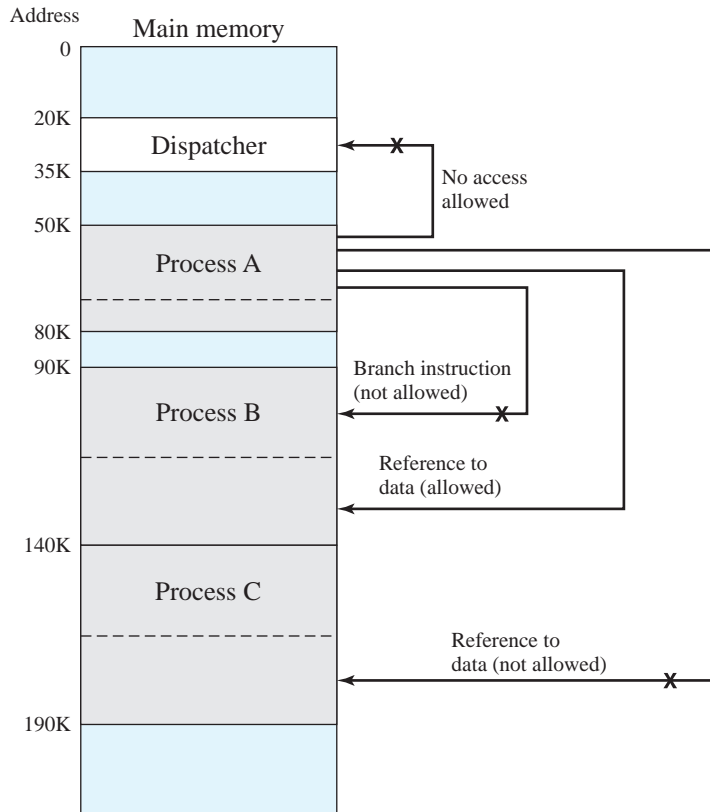 Address
Main memory
0
20K
Dispatcher
35K
No access
allowed
50K
Process A
80K
90K
Branch instruction
(not allowed)
Process B
Reference to
data (allowed)
140K
Process C
Reference to
data (not allowed)
190K